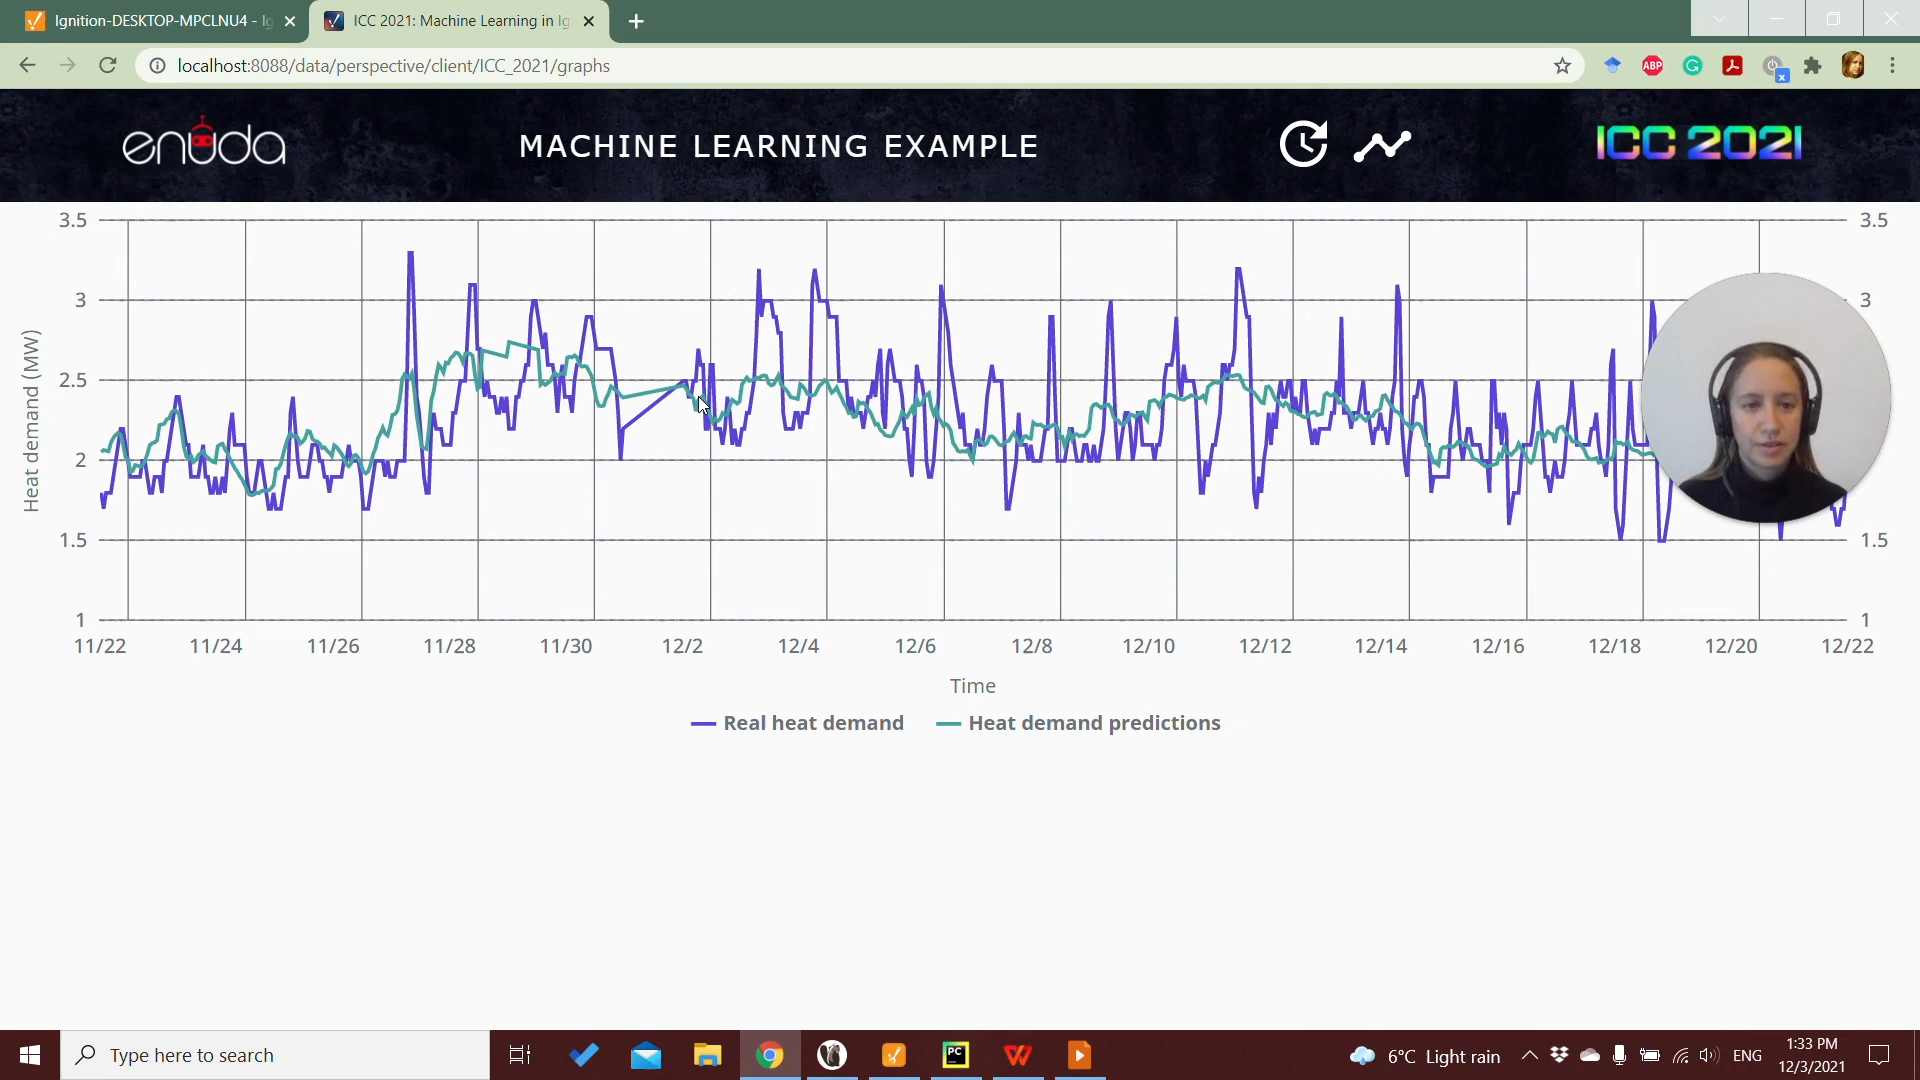 Ignition-DESKTOP-MPCLNU4 - Ig
ICC 2021: Machine Learning in Ig
localhost:8088/data/perspective/client/ICC_2021/graphs
ABP
enuda
MACHINE LEARNING EXAMPLE
ICC 2021
3.5
3
2.5
2
1.5
1
Heat demand (MW)
3.5
3
1.5
1
11/22
11/24
11/26
11/28
11/30
12/2
12/4
12/6
12/8
12/10
12/12
12/14
12/16
12/18
12/20
12/22
Time
Real heat demand
Heat demand predictions
Type here to search
PC
6°C Light rain
ENG
1:33 PM
12/3/2021